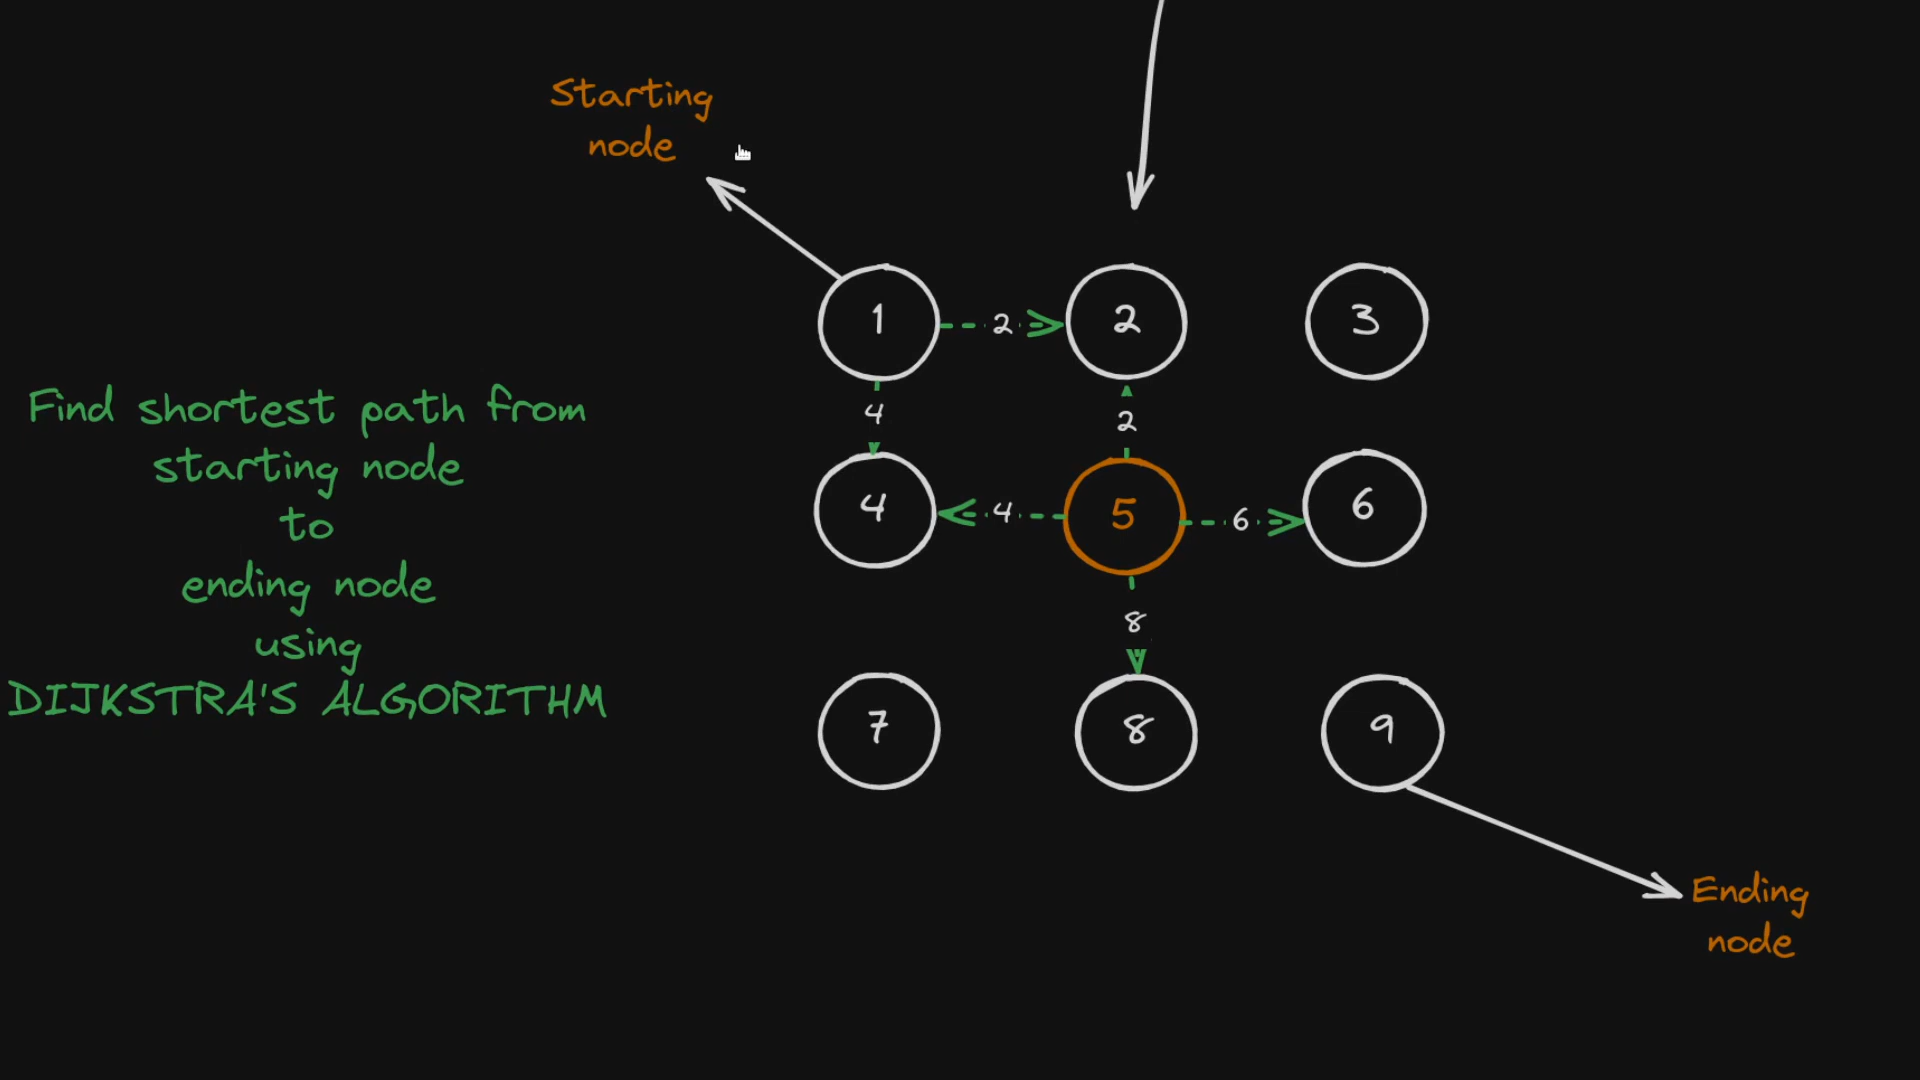 Starting
node
1
2
2
3
4
2
Find shortest path from
starting node
to
ending node
using
DIJKSTRA'S ALGORITHM
4
4
5
6
6
8
7
8
9
Ending
node